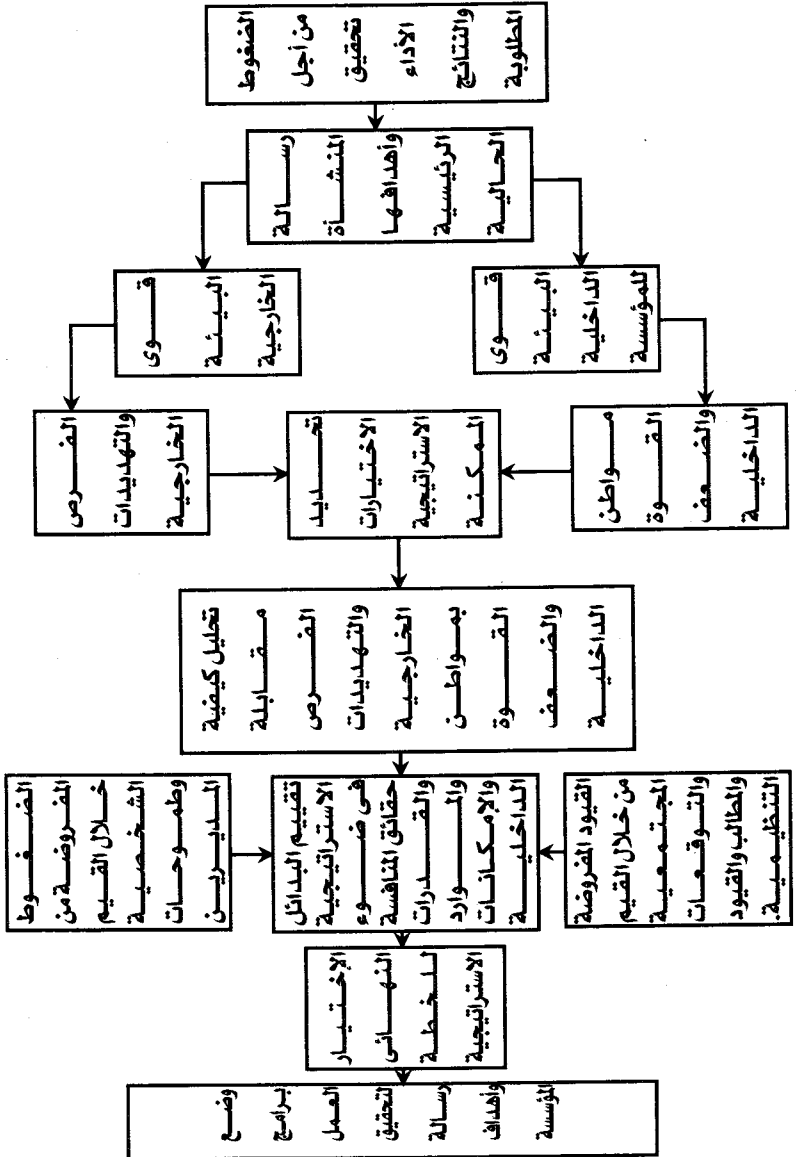 الضغوط
من أجل
تحقيق
الأداء
والنتائج
المطلوبة
رسالة
المنشأة
وأهدافها
الرئيسية
الحالية
قوى
البيئة
الخارجية
قوى
البيئة
الداخلية
للمؤسسة
الفرص
والتهديدات
الخارجية
تحديد
الاختيارات
الاستراتيجية
الممكنة
مواطن
القوة
والضعف
الداخلية
تحليل كيفية
مقابلة
الفرص
والتهديدات
الخارجية
بمواطن
القوة
والضعف
الداخلية
الضغوط
المفروضة من
خلال القيم
الشخصية
وطموحات
المديرين
تقييم البدائل
الاستراتيجية
فى ضوء
حقائق المنافسة
والقدرات
والموارد
والامكانات
الداخلية
القيود المفروضة
من خلال القيم
المجتمعية
والتوقعات
والمطالب والقيود
التنظيمية.
الإختيار
النهائى
للخطة
الاستراتيجية
وضع
برامج
العمل
لتحقيق
رسالة
وأهداف
المؤسسة